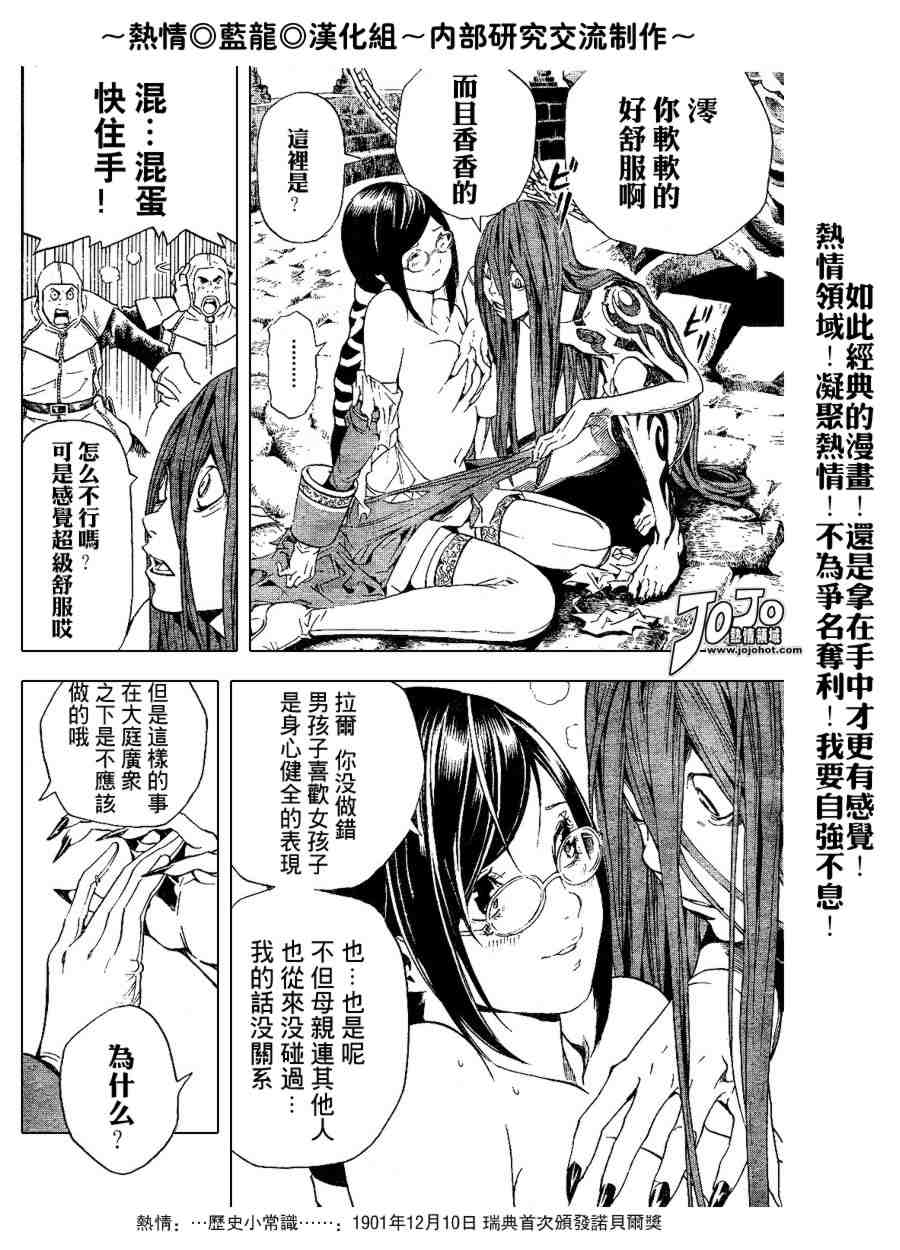 ～熱情◎藍龍◎漢化組～内部研究交流制作～
澪
你軟軟的
好舒服啊
而且香香的
這裡是？
………
混…混蛋
快住手！
怎么不行嗎？
可是感覺超級舒服哎
JOJO
熱情領域
www.jojohot.com
拉爾 你没做錯
男孩子喜歡女孩子
是身心健全的表現
也…也是呢
不但母親連其他人
也從來没碰過…
我的話没關系
但是這樣的事
在大庭廣衆
之下是不應該
做的哦
為什么？
如此經典的漫畫！還是拿在手中才更有感覺！
熱情領域！凝聚熱情！不為爭名奪利！我要自強不息！
熱情：…歷史小常識……：1901年12月10日 瑞典首次頒發諾貝爾獎